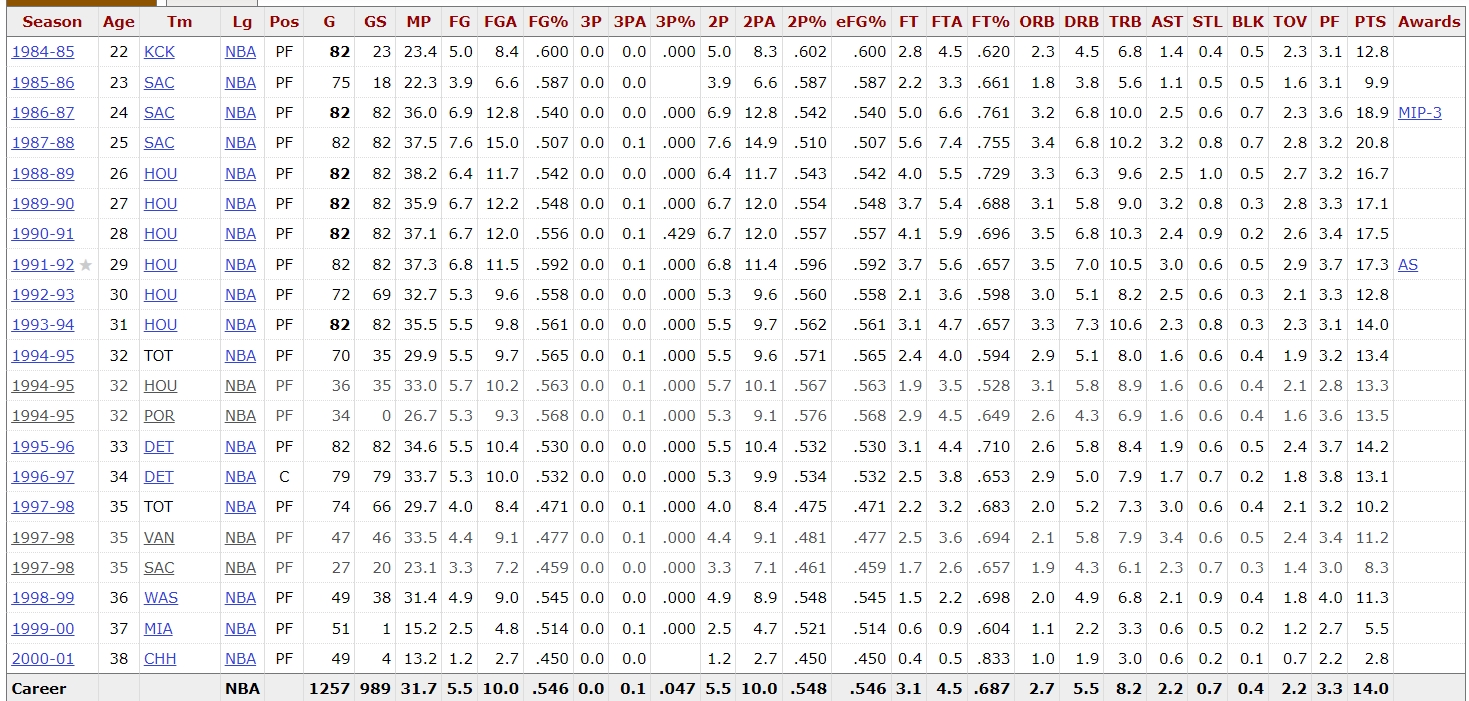 Season Age Tm Lg Pos G GS MP FG FGA FG% 3P 3PA 3P% 2P 2PA 2P% eFG% FT FTA FT% ORB DRB TRB AST STL BLK TOV PF PTS Awards
1984-85 22 KCK NBA PF 82 23 23.4 5.0 8.4 .600 0.0 0.0 .000 5.0 8.3 .602 .600 2.8 4.5 .620 2.3 4.5 6.8 1.4 0.4 0.5 2.3 3.1 12.8
1985-86 23 SAC NBA PF 75 18 22.3 3.9 6.6 .587 0.0 0.0 3.9 6.6 .587 .587 2.2 3.3 .661 1.8 3.8 5.6 1.1 0.5 0.5 1.6 3.1 9.9
1986-87 24 SAC NBA PF 82 82 36.0 6.9 12.8 .540 0.0 0.0 .000 6.9 12.8 .542 .540 5.0 6.6 .761 3.2 6.8 10.0 2.5 0.6 0.7 2.3 3.6 18.9 MIP-3
1987-88 25 SAC NBA PF 82 82 37.5 7.6 15.0 .507 0.0 0.1 .000 7.6 14.9 .510 .507 5.6 7.4 .755 3.4 6.8 10.2 3.2 0.8 0.7 2.8 3.2 20.8
1988-89 26 HOU NBA PF 82 82 38.2 6.4 11.7 .542 0.0 0.0 .000 6.4 11.7 .543 .542 4.0 5.5 .729 3.3 6.3 9.6 2.5 1.0 0.5 2.7 3.2 16.7
1989-90 27 HOU NBA PF 82 82 35.9 6.7 12.2 .548 0.0 0.1 .000 6.7 12.0 .554 .548 3.7 5.4 .688 3.1 5.8 9.0 3.2 0.8 0.3 2.8 3.3 17.1
1990-91 28 HOU NBA PF 82 82 37.1 6.7 12.0 .556 0.0 0.1 .429 6.7 12.0 .557 .557 4.1 5.9 .696 3.5 6.8 10.3 2.4 0.9 0.2 2.6 3.4 17.5
1991-92 ★ 29 HOU NBA PF 82 82 37.3 6.8 11.5 .592 0.0 0.1 .000 6.8 11.4 .596 .592 3.7 5.6 .657 3.5 7.0 10.5 3.0 0.6 0.5 2.9 3.7 17.3 AS
1992-93 30 HOU NBA PF 72 69 32.7 5.3 9.6 .558 0.0 0.0 .000 5.3 9.6 .560 .558 2.1 3.6 .598 3.0 5.1 8.2 2.5 0.6 0.3 2.1 3.3 12.8
1993-94 31 HOU NBA PF 82 82 35.5 5.5 9.8 .561 0.0 0.0 .000 5.5 9.7 .562 .561 3.1 4.7 .657 3.3 7.3 10.6 2.3 0.8 0.3 2.3 3.1 14.0
1994-95 32 TOT NBA PF 70 35 29.9 5.5 9.7 .565 0.0 0.1 .000 5.5 9.6 .571 .565 2.4 4.0 .594 2.9 5.1 8.0 1.6 0.6 0.4 1.9 3.2 13.4
1994-95 32 HOU NBA PF 36 35 33.0 5.7 10.2 .563 0.0 0.1 .000 5.7 10.1 .567 .563 1.9 3.5 .528 3.1 5.8 8.9 1.6 0.6 0.4 2.1 2.8 13.3
1994-95 32 POR NBA PF 34 0 26.7 5.3 9.3 .568 0.0 0.1 .000 5.3 9.1 .576 .568 2.9 4.5 .649 2.6 4.3 6.9 1.6 0.6 0.4 1.6 3.6 13.5
1995-96 33 DET NBA PF 82 82 34.6 5.5 10.4 .530 0.0 0.0 .000 5.5 10.4 .532 .530 3.1 4.4 .710 2.6 5.8 8.4 1.9 0.6 0.5 2.4 3.7 14.2
1996-97 34 DET NBA C 79 79 33.7 5.3 10.0 .532 0.0 0.0 .000 5.3 9.9 .534 .532 2.5 3.8 .653 2.9 5.0 7.9 1.7 0.7 0.2 1.8 3.8 13.1
1997-98 35 TOT NBA PF 74 66 29.7 4.0 8.4 .471 0.0 0.1 .000 4.0 8.4 .475 .471 2.2 3.2 .683 2.0 5.2 7.3 3.0 0.6 0.4 2.1 3.2 10.2
1997-98 35 VAN NBA PF 47 46 33.5 4.4 9.1 .477 0.0 0.1 .000 4.4 9.1 .481 .477 2.5 3.6 .694 2.1 5.8 7.9 3.4 0.6 0.5 2.4 3.4 11.2
1997-98 35 SAC NBA PF 27 20 23.1 3.3 7.2 .459 0.0 0.0 .000 3.3 7.1 .461 .459 1.7 2.6 .657 1.9 4.3 6.1 2.3 0.7 0.3 1.4 3.0 8.3
1998-99 36 WAS NBA PF 49 38 31.4 4.9 9.0 .545 0.0 0.0 .000 4.9 8.9 .548 .545 1.5 2.2 .698 2.0 4.9 6.8 2.1 0.9 0.4 1.8 4.0 11.3
1999-00 37 MIA NBA PF 51 1 15.2 2.5 4.8 .514 0.0 0.1 .000 2.5 4.7 .521 .514 0.6 0.9 .604 1.1 2.2 3.3 0.6 0.5 0.2 1.2 2.7 5.5
2000-01 38 CHH NBA PF 49 4 13.2 1.2 2.7 .450 0.0 0.0 1.2 2.7 .450 .450 0.4 0.5 .833 1.0 1.9 3.0 0.6 0.2 0.1 0.7 2.2 2.8
Career NBA 1257 989 31.7 5.5 10.0 .546 0.0 0.1 .047 5.5 10.0 .548 .546 3.1 4.5 .687 2.7 5.5 8.2 2.2 0.7 0.4 2.2 3.3 14.0